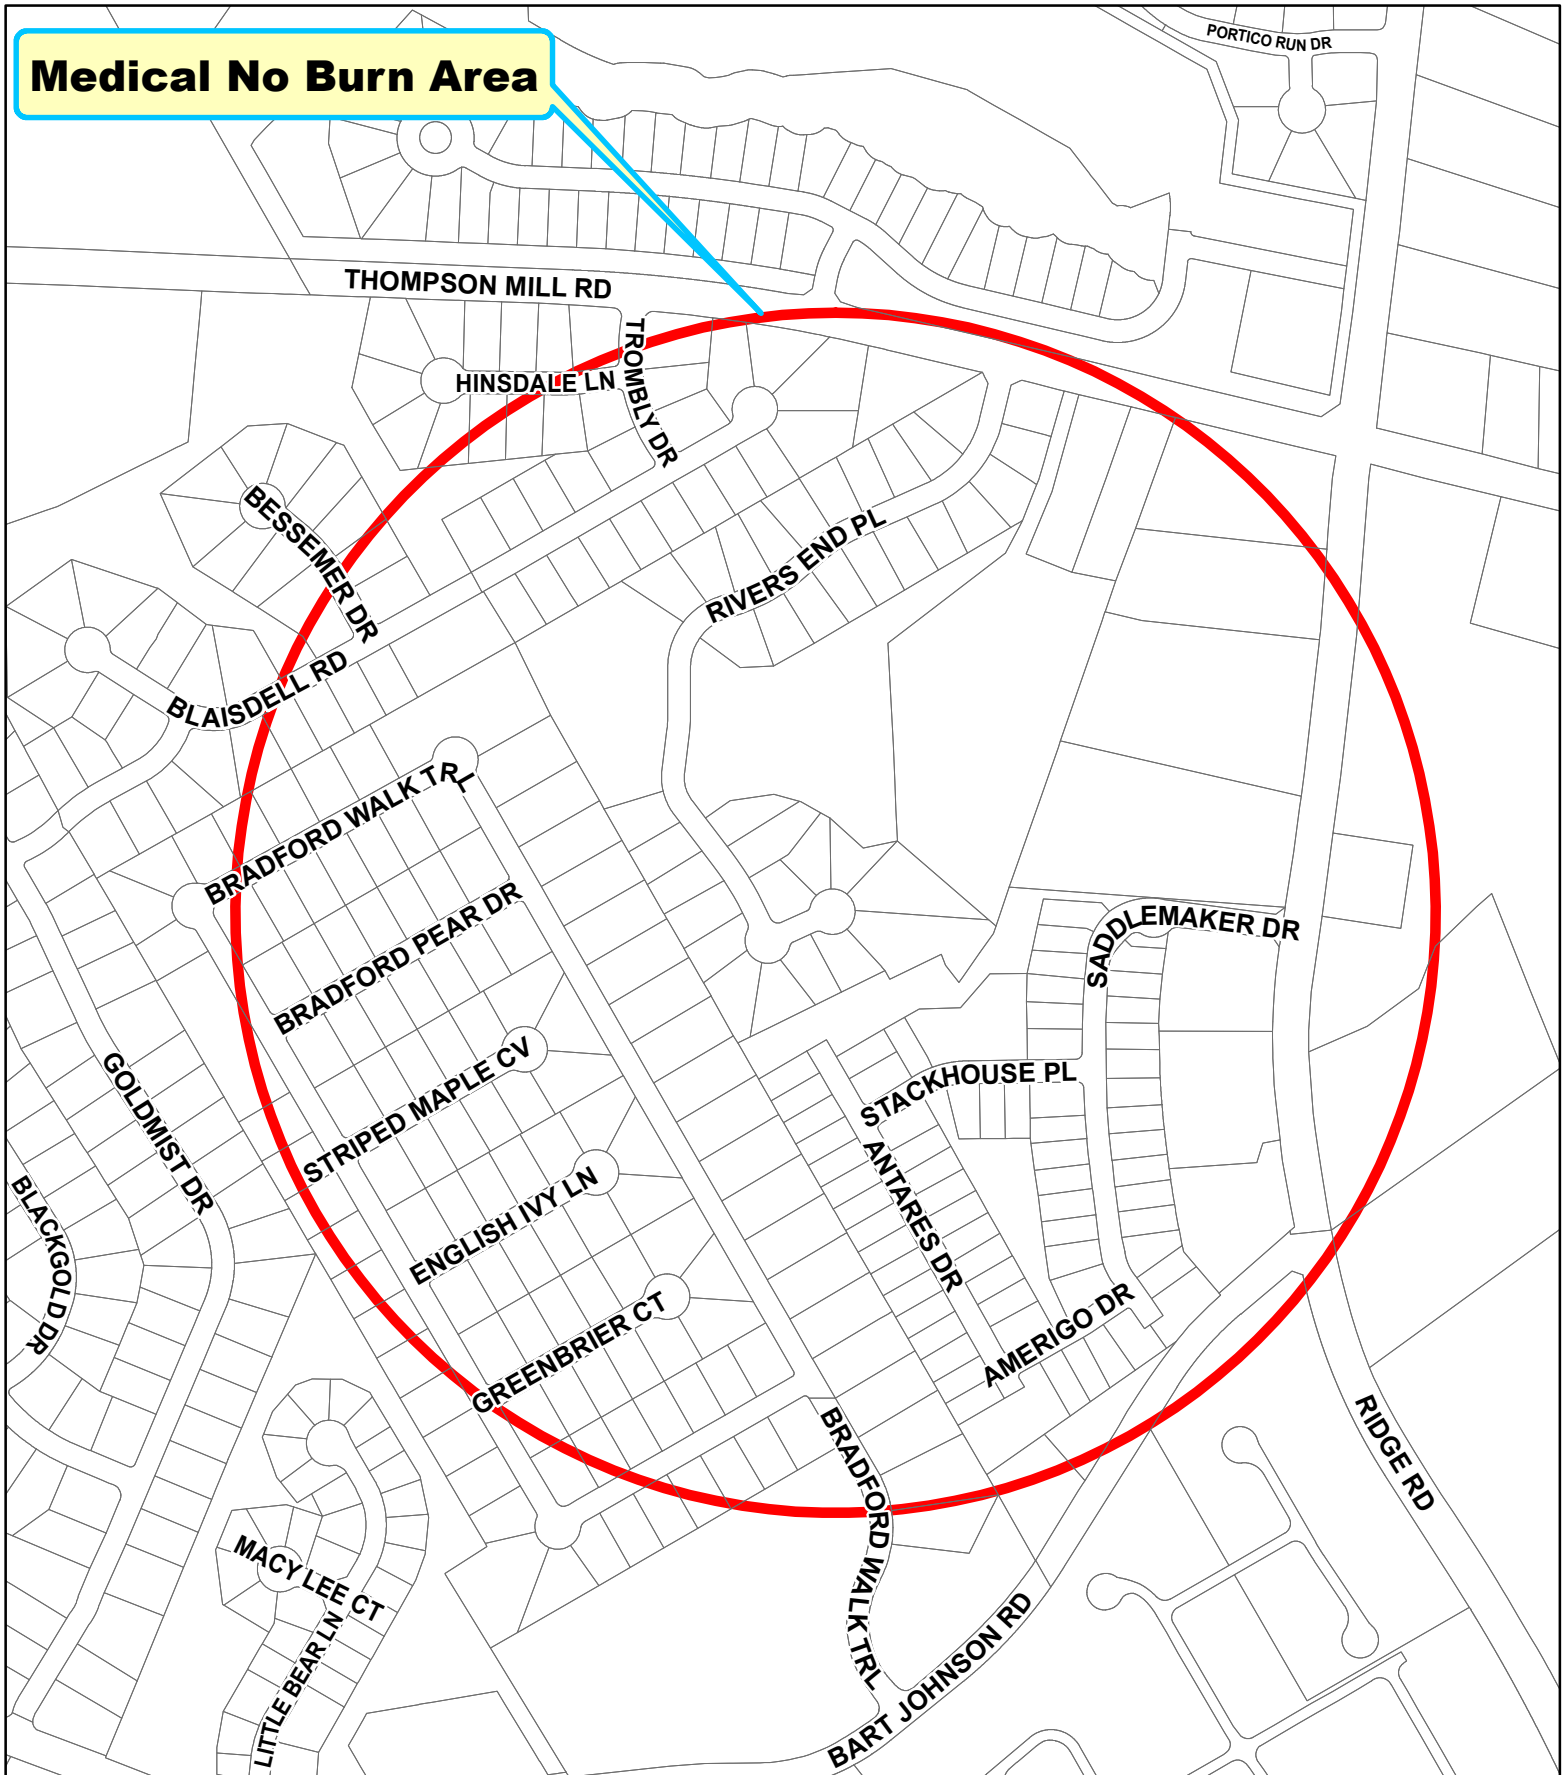 PORTICO RUN DR
Medical No Burn Area
THOMPSON MILL RD
TROMBLY DR
HINSDALE LN
BESSEMER DR
RIVERS END PL
BLAISDELL RD
BRADFORD WALK TRL
BRADFORD PEAR DR
SADDLEMAKER DR
STRIPED MAPLE CV
STACKHOUSE PL
GOLDMIST DR
ANTARES DR
BLACKGOLD DR
ENGLISH IVY LN
AMERIGO DR
GREENBRIER CT
BRADFORD WALK TRL
RIDGE RD
MACY LEE CT
LITTLE BEAR LN
BART JOHNSON RD